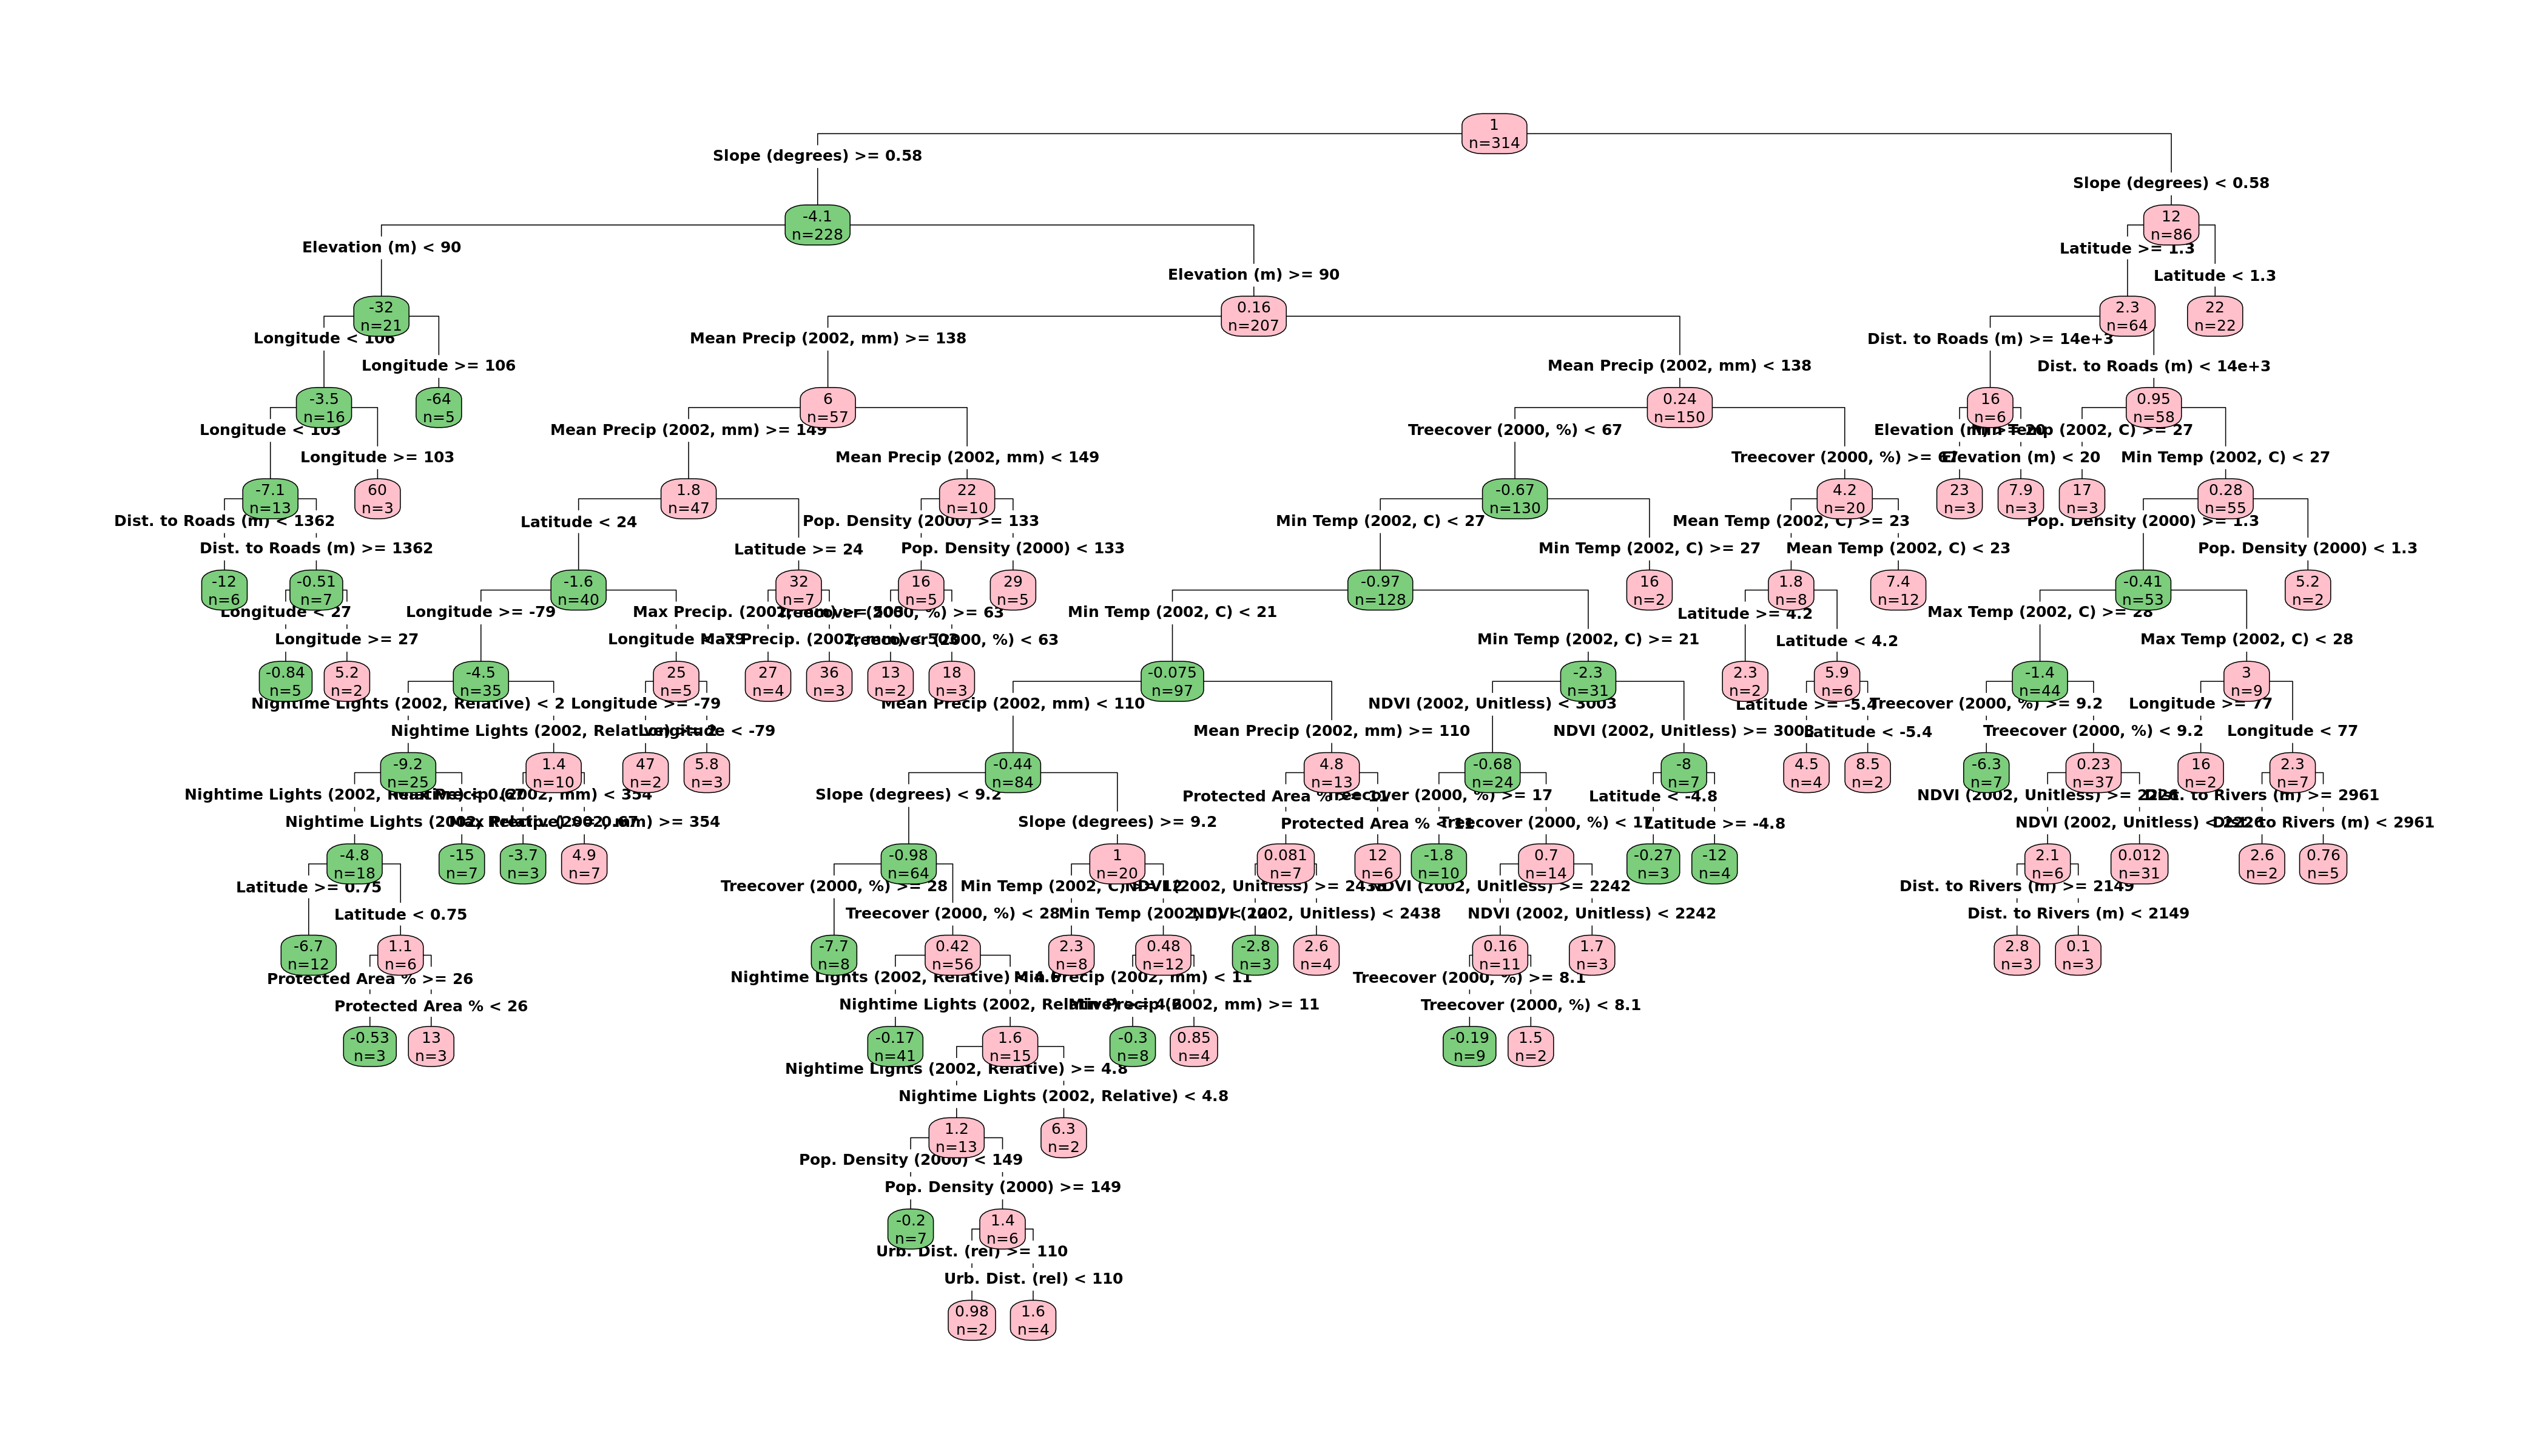 1
n=314
Slope (degrees) >= 0.58
Slope (degrees) < 0.58
-4.1
n=228
12
n=86
Elevation (m) < 90
Latitude >= 1.3
Elevation (m) >= 90
Latitude < 1.3
-32
n=21
0.16
n=207
2.3
n=64
22
n=22
Longitude < 106
Mean Precip (2002, mm) >= 138
Dist. to Roads (m) >= 14e+3
Longitude >= 106
Mean Precip (2002, mm) < 138
Dist. to Roads (m) < 14e+3
-3.5
n=16
-64
n=5
6
n=57
0.24
n=150
16
n=6
0.95
n=58
Longitude < 103
Mean Precip (2002, mm) >= 149
Treecover (2000, %) < 67
Elevation (m) >= 20
Min Temp (2002, C) >= 27
Longitude >= 103
Mean Precip (2002, mm) < 149
Treecover (2000, %) >= 67
Elevation (m) < 20
Min Temp (2002, C) < 27
-7.1
n=13
60
n=3
1.8
n=47
22
n=10
-0.67
n=130
4.2
n=20
23
n=3
7.9
n=3
17
n=3
0.28
n=55
Dist. to Roads (m) < 1362
Latitude < 24
Pop. Density (2000) >= 133
Min Temp (2002, C) < 27
Mean Temp (2002, C) >= 23
Pop. Density (2000) >= 1.3
Dist. to Roads (m) >= 1362
Latitude >= 24
Pop. Density (2000) < 133
Min Temp (2002, C) >= 27
Mean Temp (2002, C) < 23
Pop. Density (2000) < 1.3
-12
n=6
-0.51
n=7
-1.6
n=40
32
n=7
16
n=5
29
n=5
-0.97
n=128
16
n=2
1.8
n=8
7.4
n=12
-0.41
n=53
5.2
n=2
Longitude < 27
Longitude >= -79
Max Precip. (2002, mm) >= 503
Treecover (2000, %) >= 63
Min Temp (2002, C) < 21
Latitude >= 4.2
Max Temp (2002, C) >= 28
Longitude >= 27
Longitude < -79
Max Precip. (2002, mm) < 503
Treecover (2000, %) < 63
Min Temp (2002, C) >= 21
Latitude < 4.2
Max Temp (2002, C) < 28
-0.84
n=5
5.2
n=2
-4.5
n=35
25
n=5
27
n=4
36
n=3
13
n=2
18
n=3
-0.075
n=97
-2.3
n=31
2.3
n=2
5.9
n=6
-1.4
n=44
3
n=9
Nightime Lights (2002, Relative) < 2
Longitude >= -79
Mean Precip (2002, mm) < 110
NDVI (2002, Unitless) < 3003
Latitude >= -5.4
Treecover (2000, %) >= 9.2
Longitude >= 77
Nightime Lights (2002, Relative) >= 2
Longitude < -79
Mean Precip (2002, mm) >= 110
NDVI (2002, Unitless) >= 3003
Latitude < -5.4
Treecover (2000, %) < 9.2
Longitude < 77
-9.2
n=25
1.4
n=10
47
n=2
5.8
n=3
-0.44
n=84
4.8
n=13
-0.68
n=24
-8
n=7
4.5
n=4
8.5
n=2
-6.3
n=7
0.23
n=37
16
n=2
2.3
n=7
Nightime Lights (2002, Relative) < 0.67
Max Precip. (2002, mm) < 354
Slope (degrees) < 9.2
Protected Area % >= 11
Treecover (2000, %) >= 17
Latitude < -4.8
NDVI (2002, Unitless) >= 2226
Dist. to Rivers (m) >= 2961
Nightime Lights (2002, Relative) >= 0.67
Max Precip. (2002, mm) >= 354
Slope (degrees) >= 9.2
Protected Area % < 11
Treecover (2000, %) < 17
Latitude >= -4.8
NDVI (2002, Unitless) < 2226
Dist. to Rivers (m) < 2961
-4.8
n=18
-15
n=7
-3.7
n=3
4.9
n=7
-0.98
n=64
1
n=20
0.081
n=7
12
n=6
-1.8
n=10
0.7
n=14
-0.27
n=3
-12
n=4
2.1
n=6
0.012
n=31
2.6
n=2
0.76
n=5
Latitude >= 0.75
Treecover (2000, %) >= 28
Min Temp (2002, C) >= 12
NDVI (2002, Unitless) >= 2438
NDVI (2002, Unitless) >= 2242
Dist. to Rivers (m) >= 2149
Latitude < 0.75
Treecover (2000, %) < 28
Min Temp (2002, C) < 12
NDVI (2002, Unitless) < 2438
NDVI (2002, Unitless) < 2242
Dist. to Rivers (m) < 2149
-6.7
n=12
1.1
n=6
-7.7
n=8
0.42
n=56
2.3
n=8
0.48
n=12
-2.8
n=3
2.6
n=4
0.16
n=11
1.7
n=3
2.8
n=3
0.1
n=3
Protected Area % >= 26
Nightime Lights (2002, Relative) < 4.6
Min Precip (2002, mm) < 11
Treecover (2000, %) >= 8.1
Protected Area % < 26
Nightime Lights (2002, Relative) >= 4.6
Min Precip (2002, mm) >= 11
Treecover (2000, %) < 8.1
-0.53
n=3
13
n=3
-0.17
n=41
1.6
n=15
-0.3
n=8
0.85
n=4
-0.19
n=9
1.5
n=2
Nightime Lights (2002, Relative) >= 4.8
Nightime Lights (2002, Relative) < 4.8
1.2
n=13
6.3
n=2
Pop. Density (2000) < 149
Pop. Density (2000) >= 149
-0.2
n=7
1.4
n=6
Urb. Dist. (rel) >= 110
Urb. Dist. (rel) < 110
0.98
n=2
1.6
n=4